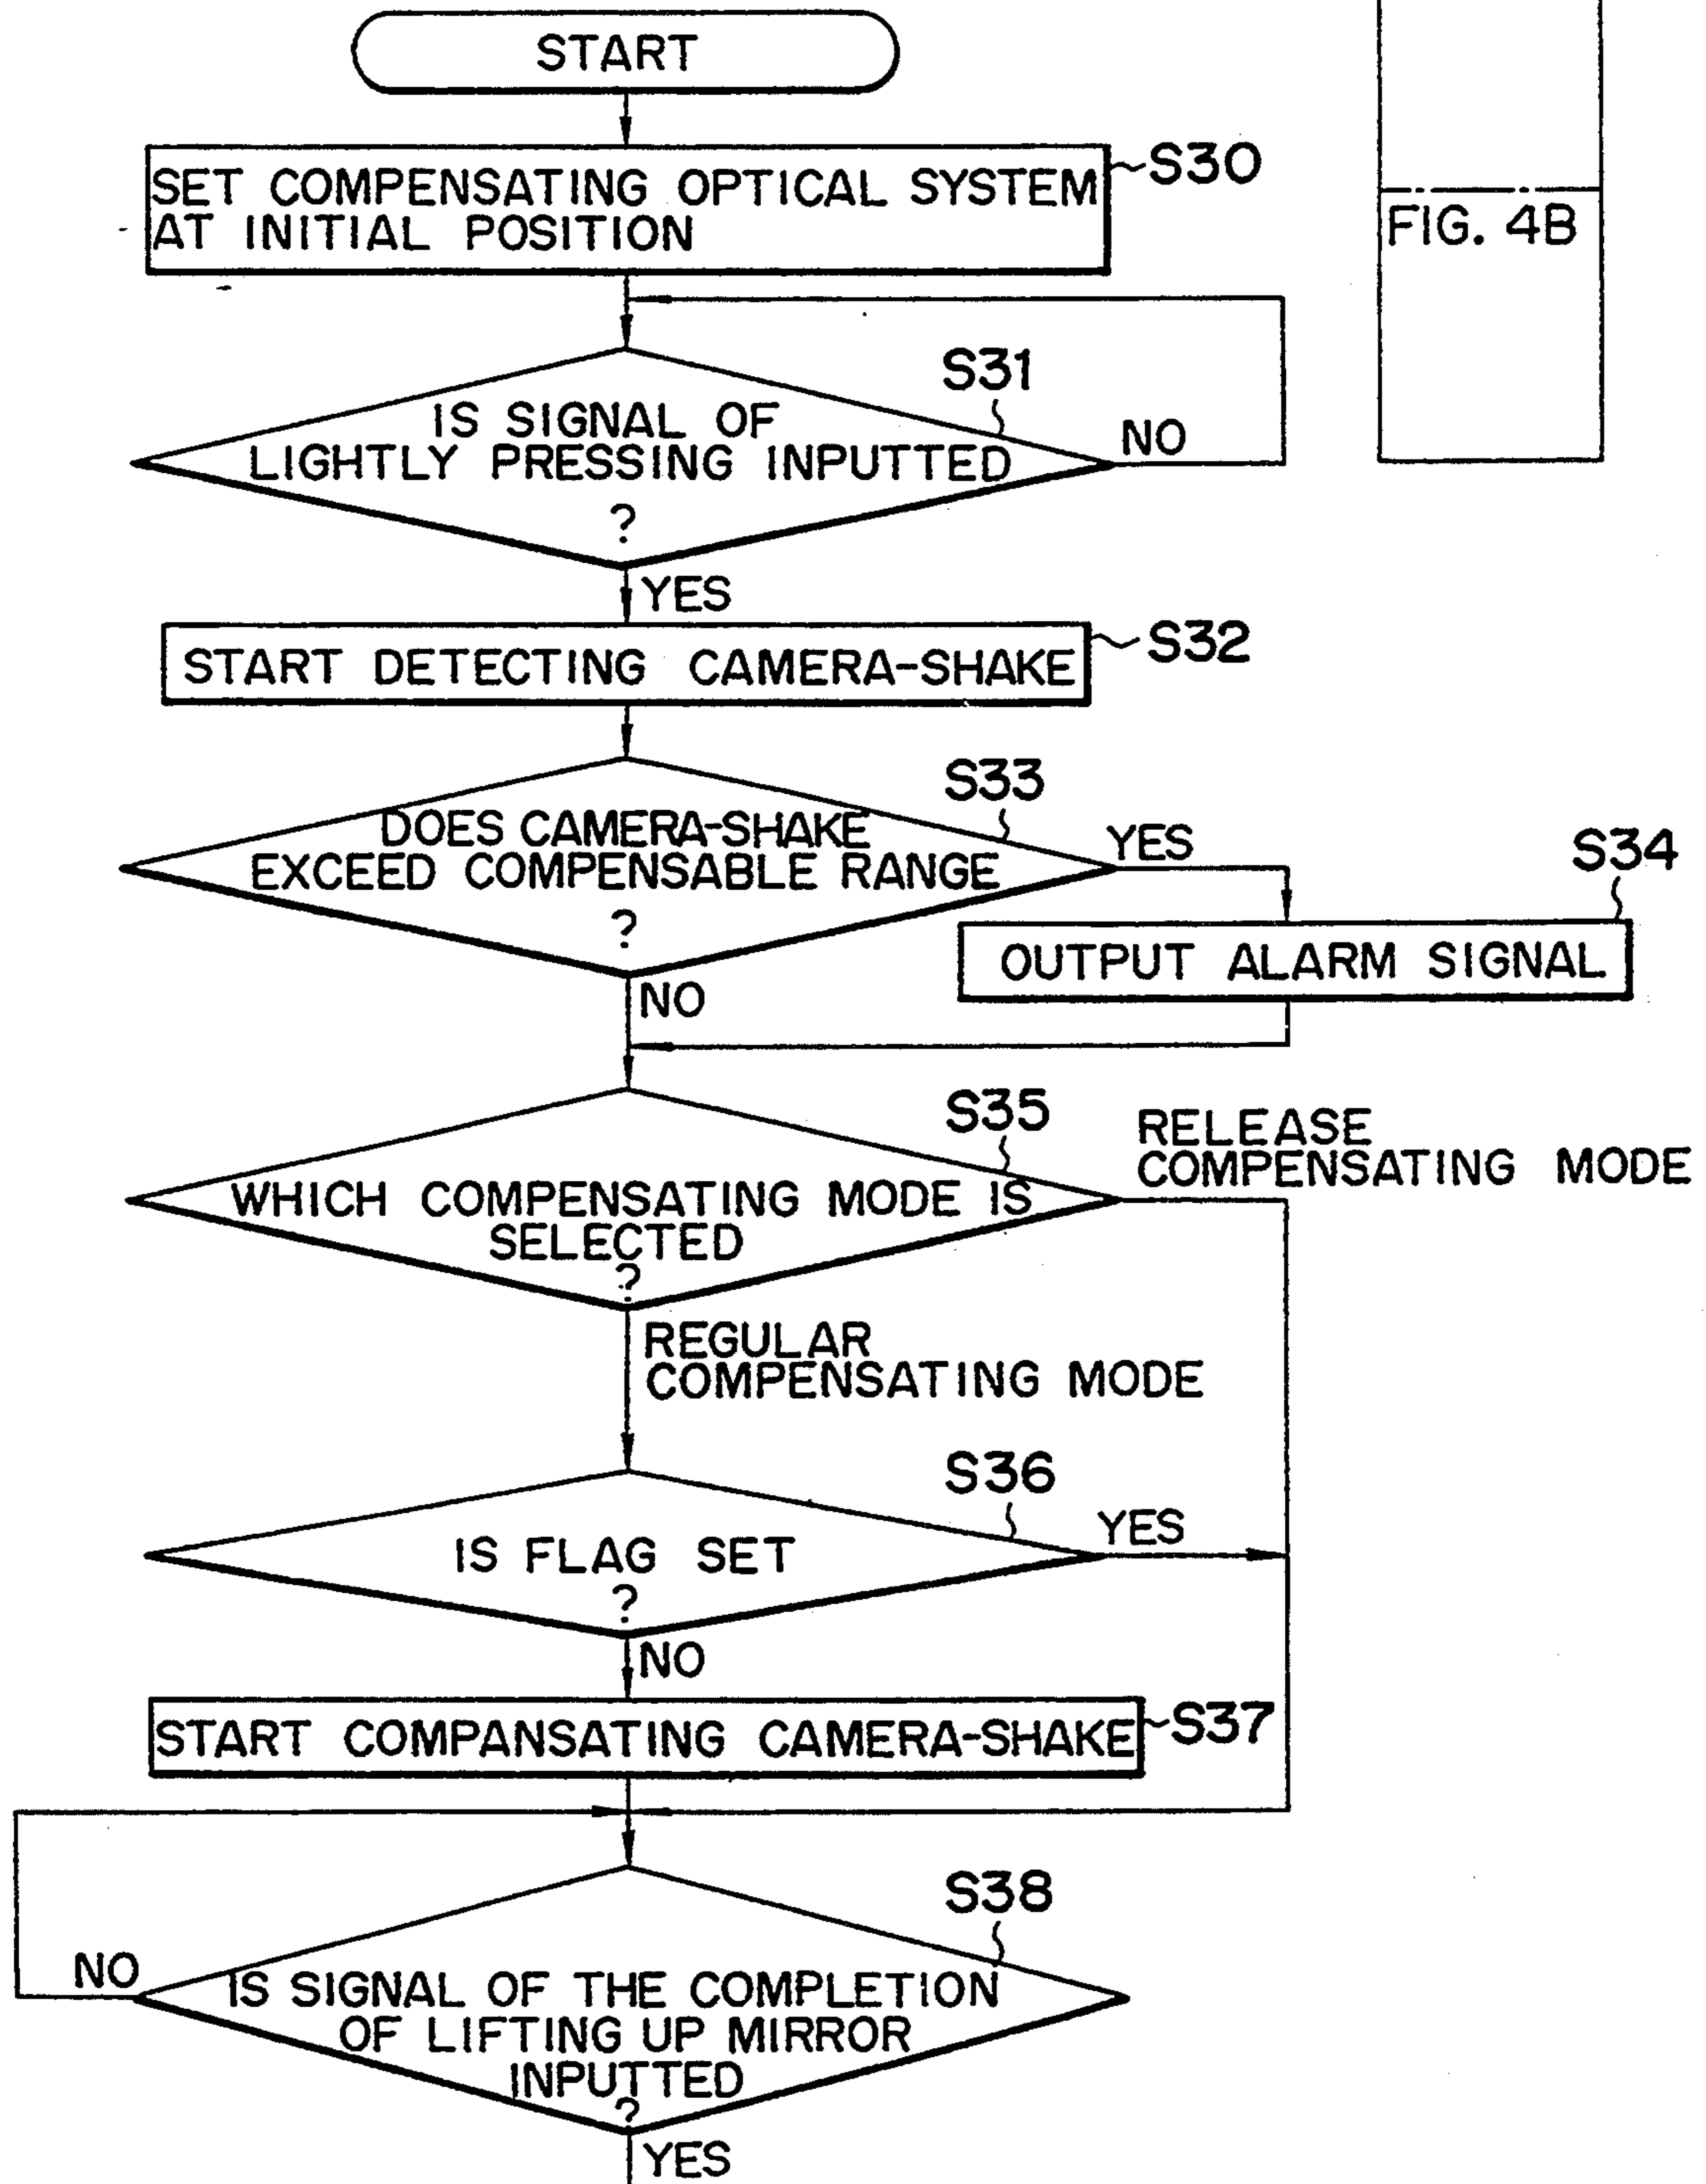 START
SET COMPENSATING OPTICAL SYSTEM
AT INITIAL POSITION
S30
FIG. 4B
S31
IS SIGNAL OF
LIGHTLY PRESSING INPUTTED
?
NO
YES
START DETECTING CAMERA-SHAKE
S32
S33
DOES CAMERA-SHAKE
EXCEED COMPENSABLE RANGE
?
YES
S34
OUTPUT ALARM SIGNAL
NO
S35
RELEASE
COMPENSATING MODE
WHICH COMPENSATING MODE IS
SELECTED
?
REGULAR
COMPENSATING MODE
S36
IS FLAG SET
?
YES
NO
START COMPANSATING CAMERA-SHAKE
S37
S38
NO
IS SIGNAL OF THE COMPLETION
OF LIFTING UP MIRROR
INPUTTED
?
YES